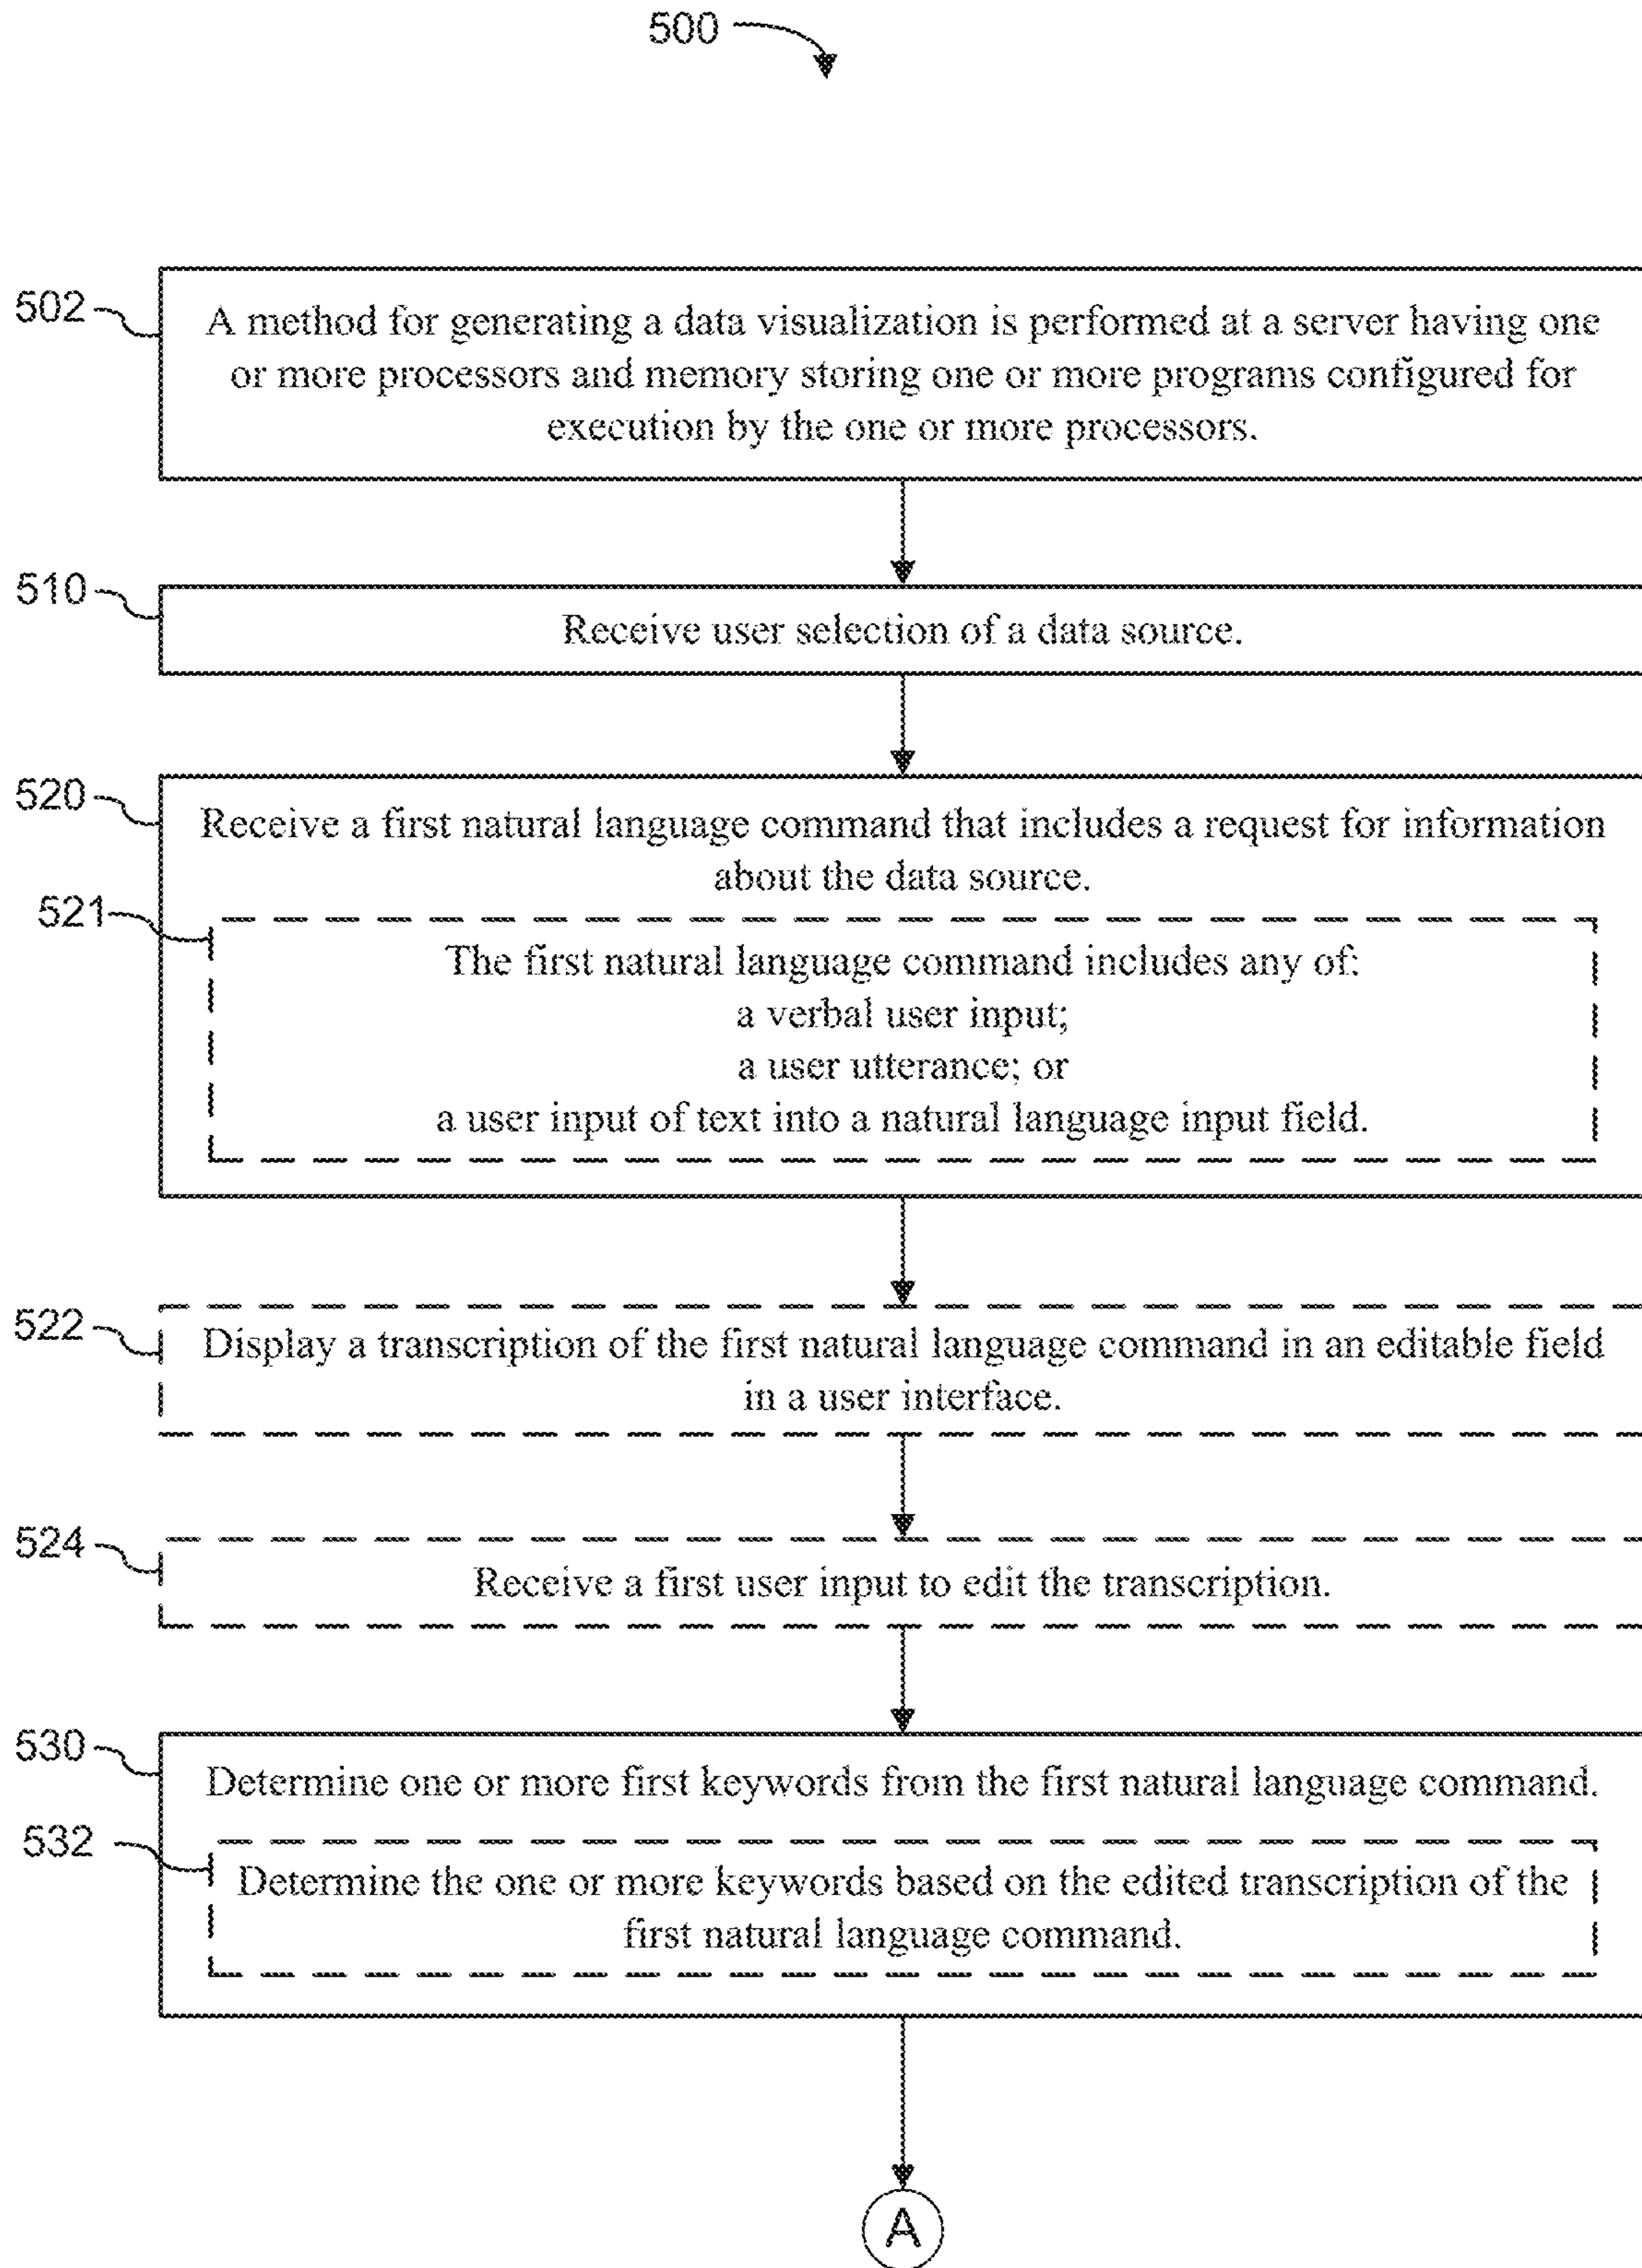 500
502
A method for generating a data visualization is performed at a server having one
or more processors and memory storing one or more programs configured for
execution by the one or more processors.
510
Receive user selection of a data source.
520
Receive a first natural language command that includes a request for information
about the data source.
521
The first natural language command includes any of:
a verbal user input;
a user utterance; or
a user input of text into a natural language input field.
522
Display a transcription of the first natural language command in an editable field
in a user interface.
524
Receive a first user input to edit the transcription.
530
Determine one or more first keywords from the first natural language command.
532
Determine the one or more keywords based on the edited transcription of the
first natural language command.
A